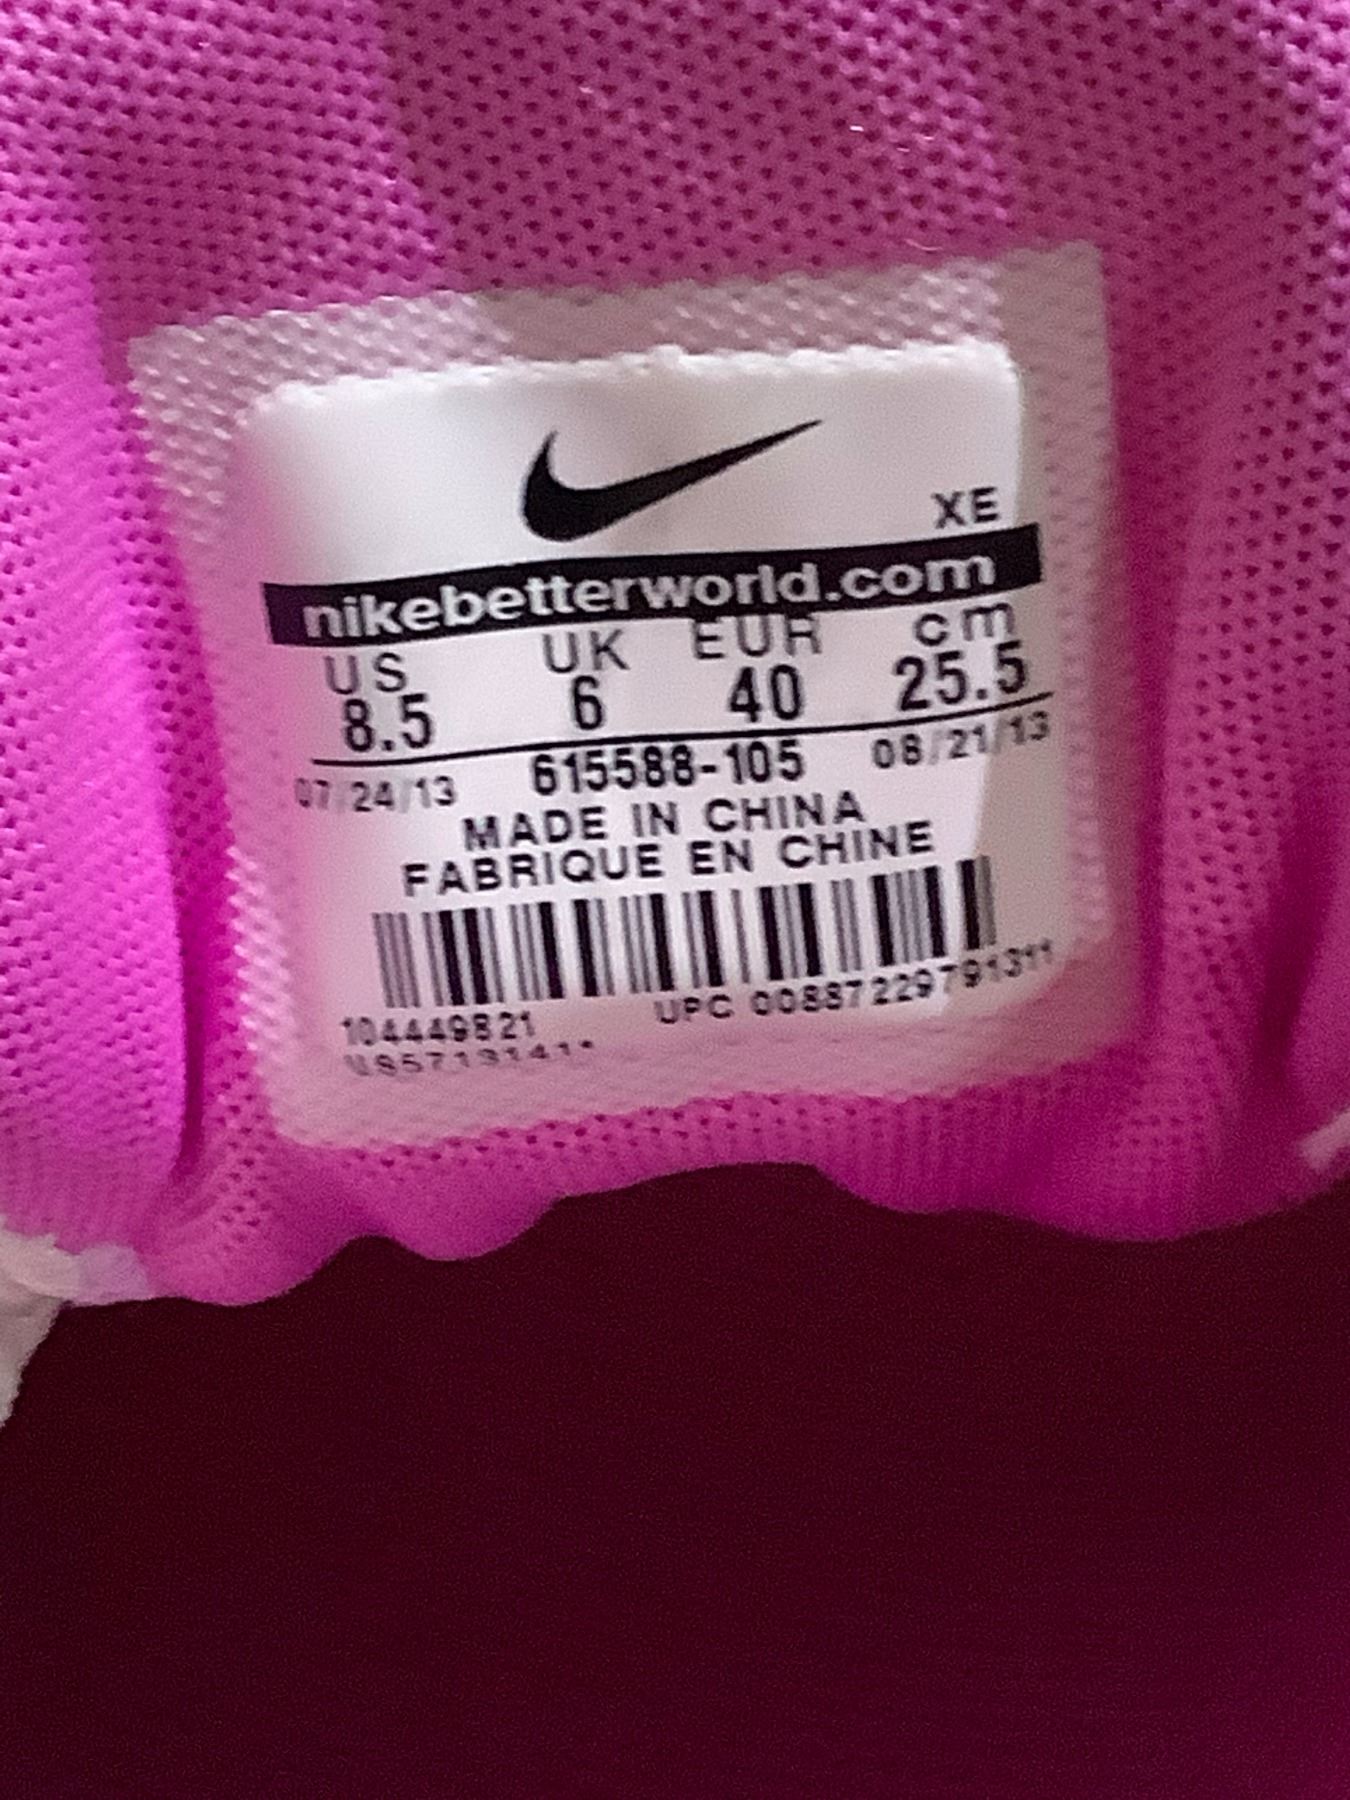 XE
nikebetterworld.com
US UK EUR cm
8.5 6 40 25.5
07/24/13 615588-105 08/21/13
MADE IN CHINA
FABRIQUE EN CHINE
UPC 00887229791311
104449821